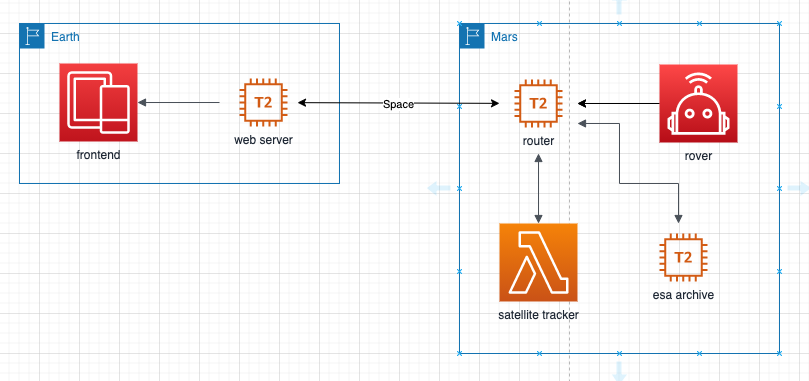 Earth
T2
frontend
web server
Space
Mars
T2
router
rover
satellite tracker
T2
esa archive